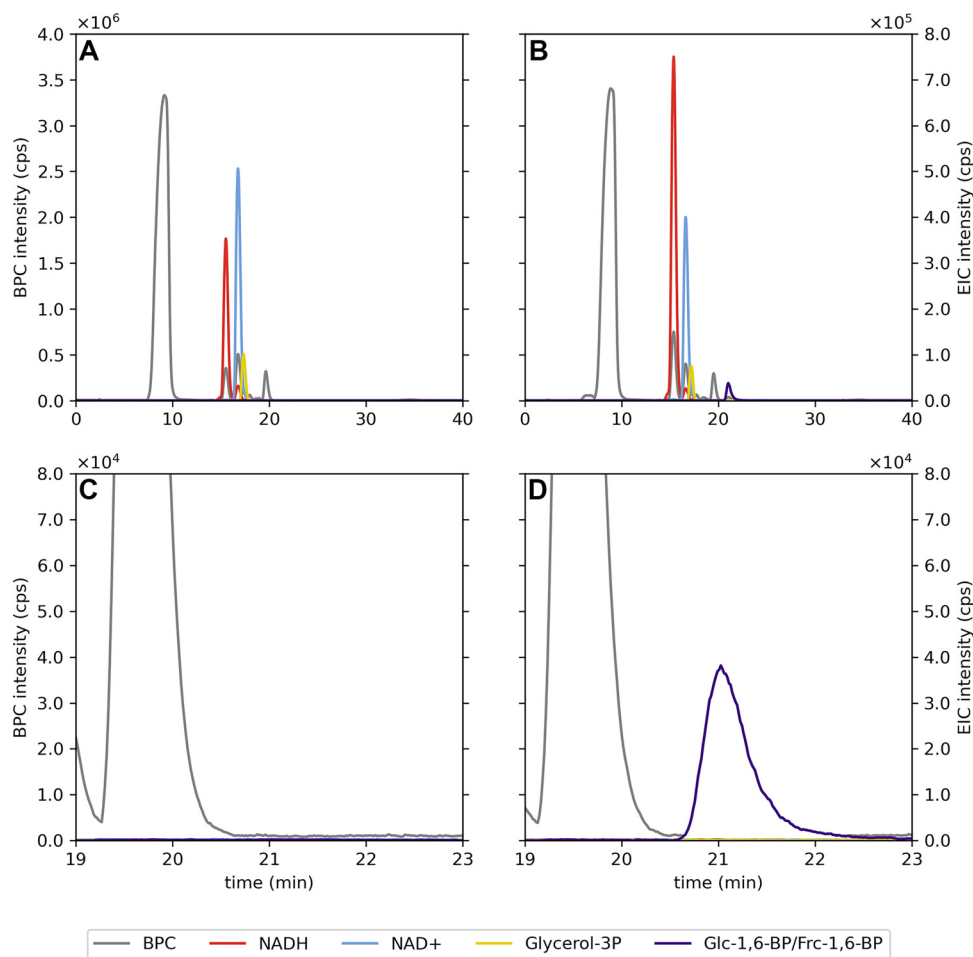 ×10⁶
×10⁵
A
B
4.0
3.5
3.0
2.5
2.0
1.5
1.0
0.5
0.0
BPC intensity (cps)
8.0
7.0
6.0
5.0
4.0
3.0
2.0
1.0
0.0
EIC intensity (cps)
0 10 20 30 40
0 10 20 30 40
×10⁴
×10⁴
C
D
8.0
7.0
6.0
5.0
4.0
3.0
2.0
1.0
0.0
BPC intensity (cps)
8.0
7.0
6.0
5.0
4.0
3.0
2.0
1.0
0.0
EIC intensity (cps)
19 20 21 22 23
19 20 21 22 23
time (min)
time (min)
BPC NADH NAD+ Glycerol-3P Glc-1,6-BP/Frc-1,6-BP